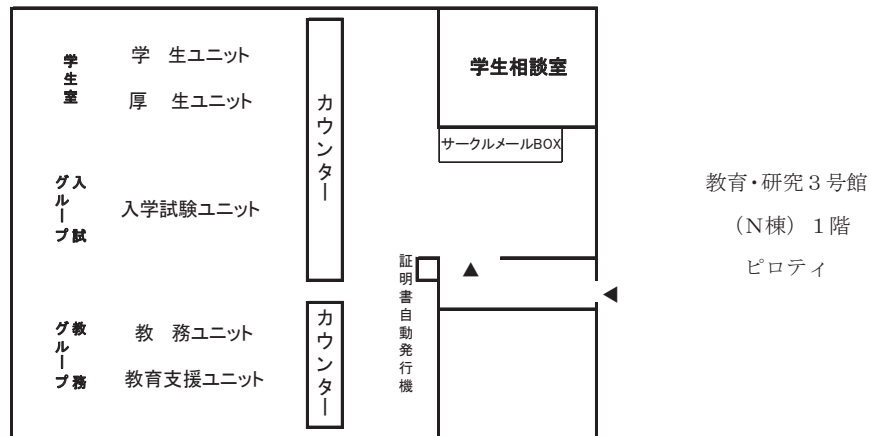 学生室
学　生ユニット
厚　生ユニット
カウンター
学生相談室
サークルメールBOX
入試グループ
入学試験ユニット
教育・研究３号館
（N棟）１階
ピロティ
証明書自動発行機
▲
◀
教務グループ
教　務ユニット
教育支援ユニット
カウンター